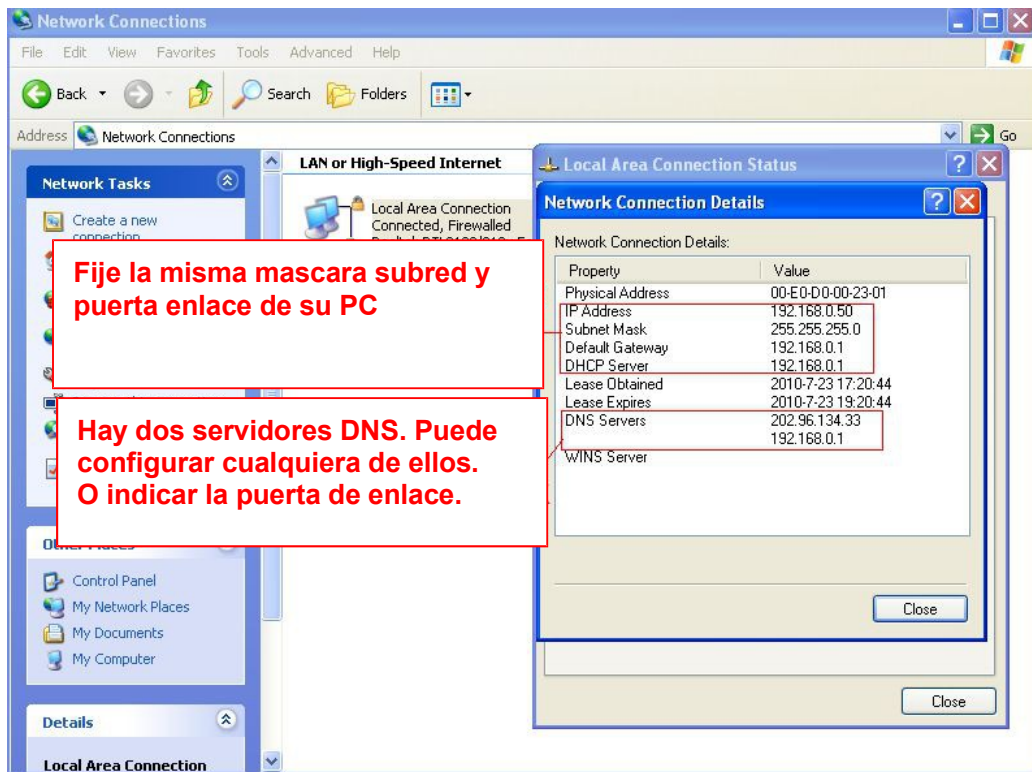 Network Connections
File Edit View Favorites Tools Advanced Help
Back Search Folders
Address Network Connections Go
Network Tasks
Create a new
connection
Other Places
Control Panel
My Network Places
My Documents
My Computer
Details
Local Area Connection
LAN or High-Speed Internet
Local Area Connection
Connected, Firewalled
Fije la misma mascara subred y
puerta enlace de su PC
Hay dos servidores DNS. Puede
configurar cualquiera de ellos.
O indicar la puerta de enlace.
Local Area Connection Status
Network Connection Details
Network Connection Details:
Property Value
Physical Address 00-E0-D0-00-23-01
IP Address 192.168.0.50
Subnet Mask 255.255.255.0
Default Gateway 192.168.0.1
DHCP Server 192.168.0.1
Lease Obtained 2010-7-23 17:20:44
Lease Expires 2010-7-23 19:20:44
DNS Servers 202.96.134.33
192.168.0.1
WINS Server
Close
Close